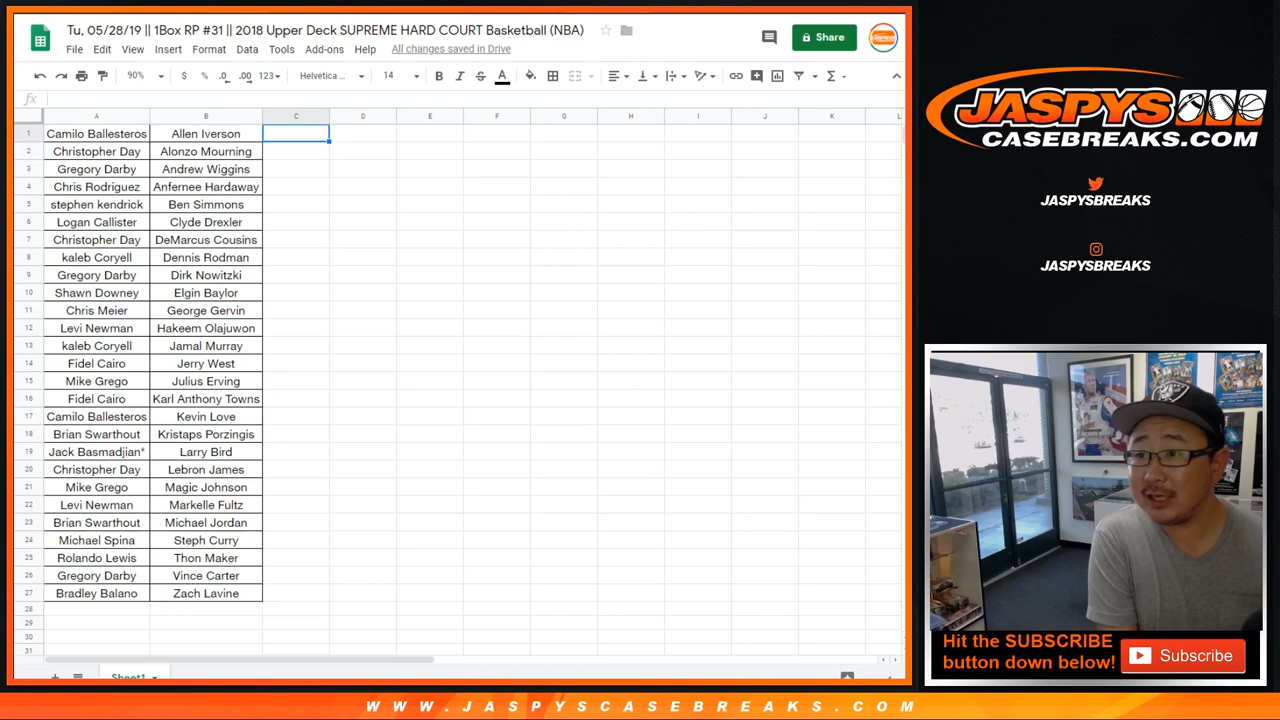 Tu, 05/28/19 || 1Box RP #31 || 2018 Upper Deck SUPREME HARD COURT Basketball (NBA)
File Edit View Insert Format Data Tools Add-ons Help All changes saved in Drive
Share
90% $ % .0 .00 123 Helvetica ... 14 B I S A
fx
A B C D E F G H I J K L
1 Camilo Ballesteros Allen Iverson
2 Christopher Day Alonzo Mourning
3 Gregory Darby Andrew Wiggins
4 Chris Rodriguez Anfernee Hardaway
5 stephen kendrick Ben Simmons
6 Logan Callister Clyde Drexler
7 Christopher Day DeMarcus Cousins
8 kaleb Coryell Dennis Rodman
9 Gregory Darby Dirk Nowitzki
10 Shawn Downey Elgin Baylor
11 Chris Meier George Gervin
12 Levi Newman Hakeem Olajuwon
13 kaleb Coryell Jamal Murray
14 Fidel Cairo Jerry West
15 Mike Grego Julius Erving
16 Fidel Cairo Karl Anthony Towns
17 Camilo Ballesteros Kevin Love
18 Brian Swarthout Kristaps Porzingis
19 Jack Basmadjian* Larry Bird
20 Christopher Day Lebron James
21 Mike Grego Magic Johnson
22 Levi Newman Markelle Fultz
23 Brian Swarthout Michael Jordan
24 Michael Spina Steph Curry
25 Rolando Lewis Thon Maker
26 Gregory Darby Vince Carter
27 Bradley Balano Zach Lavine
28
29
30
31
Sheet1
JASPYS
CASEBREAKS.COM
JASPYSBREAKS
JASPYSBREAKS
Hit the SUBSCRIBE
button down below!
Subscribe
WWW.JASPYSCASEBREAKS.COM